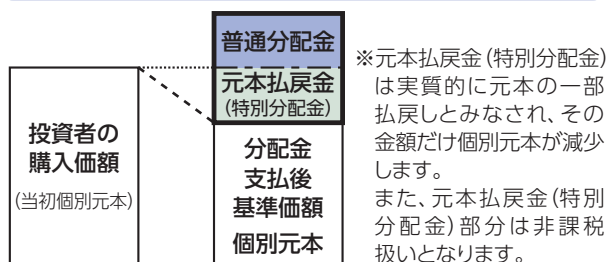 普通分配金
元本払戻金
(特別分配金)
投資者の
購入価額
(当初個別元本)
分配金
支払後
基準価額
個別元本
※元本払戻金(特別分配金)
は実質的に元本の一部
払戻しとみなされ、その
金額だけ個別元本が減少
します。
また、元本払戻金(特別
分配金)部分は非課税
扱いとなります。